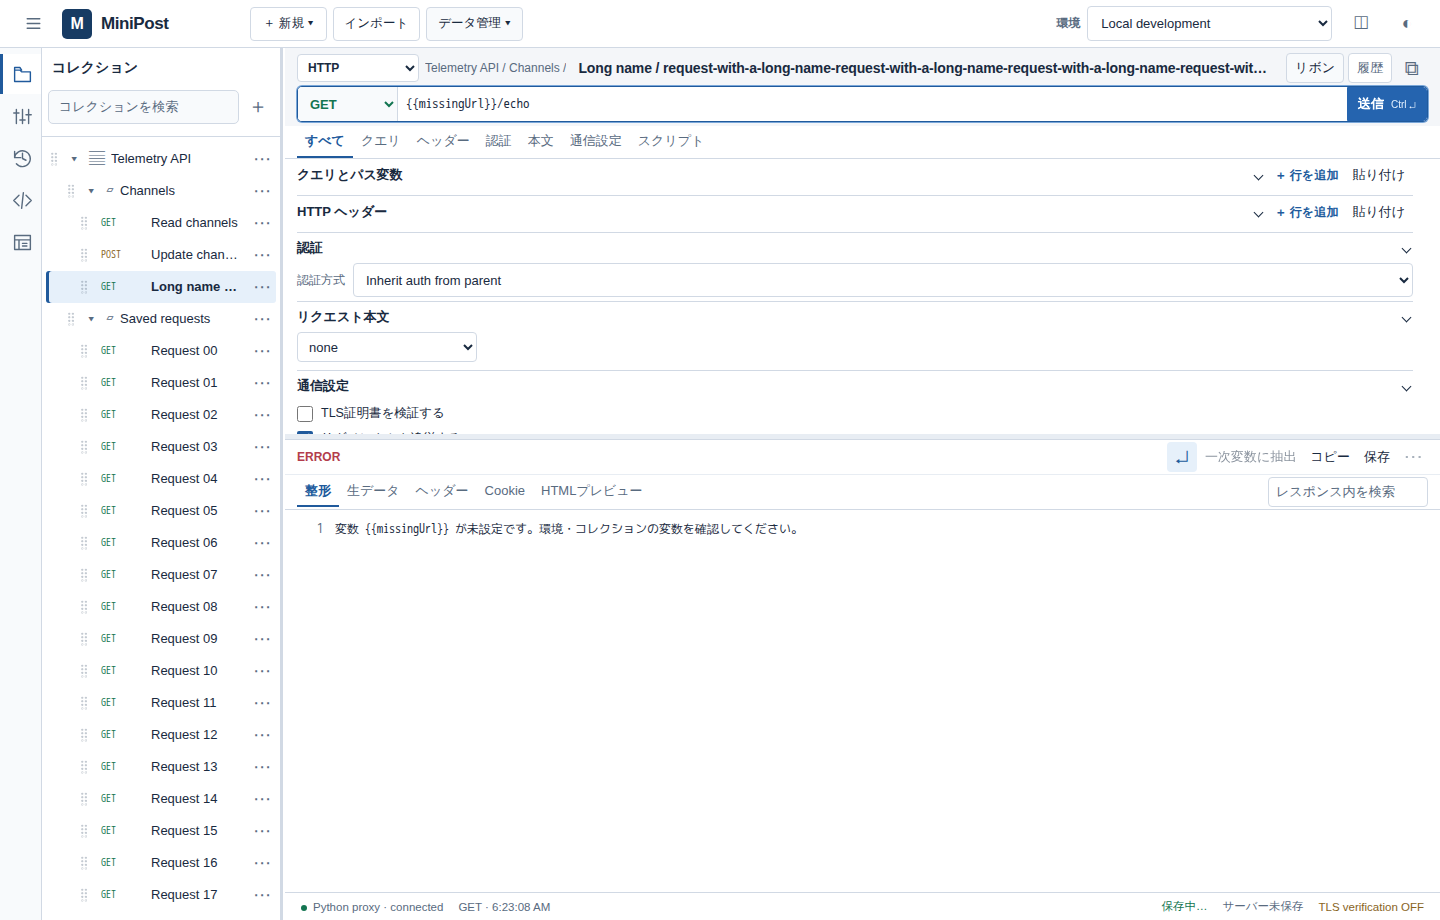 M MiniPost ＋ 新規 ▾ インポート データ管理 ▾ 環境 Local development
コレクション
コレクションを検索 ＋
Telemetry API ···
Channels ···
GET Read channels ···
POST Update chan… ···
GET Long name … ···
Saved requests ···
GET Request 00 ···
GET Request 01 ···
GET Request 02 ···
GET Request 03 ···
GET Request 04 ···
GET Request 05 ···
GET Request 06 ···
GET Request 07 ···
GET Request 08 ···
GET Request 09 ···
GET Request 10 ···
GET Request 11 ···
GET Request 12 ···
GET Request 13 ···
GET Request 14 ···
GET Request 15 ···
GET Request 16 ···
GET Request 17 ···
HTTP Telemetry API / Channels / Long name / request-with-a-long-name-request-with-a-long-name-request-with-a-long-name-request-wit… リボン 履歴
GET {{missingUrl}}/echo 送信 Ctrl ⏎
すべて クエリ ヘッダー 認証 本文 通信設定 スクリプト
クエリとパス変数 + 行を追加 貼り付け
HTTP ヘッダー + 行を追加 貼り付け
認証
認証方式 Inherit auth from parent
リクエスト本文
none
通信設定
TLS証明書を検証する
ERROR 一次変数に抽出 コピー 保存 ···
整形 生データ ヘッダー Cookie HTMLプレビュー レスポンス内を検索
1 変数 {{missingUrl}} が未設定です。環境・コレクションの変数を確認してください。
Python proxy · connected GET · 6:23:08 AM 保存中… サーバー未保存 TLS verification OFF